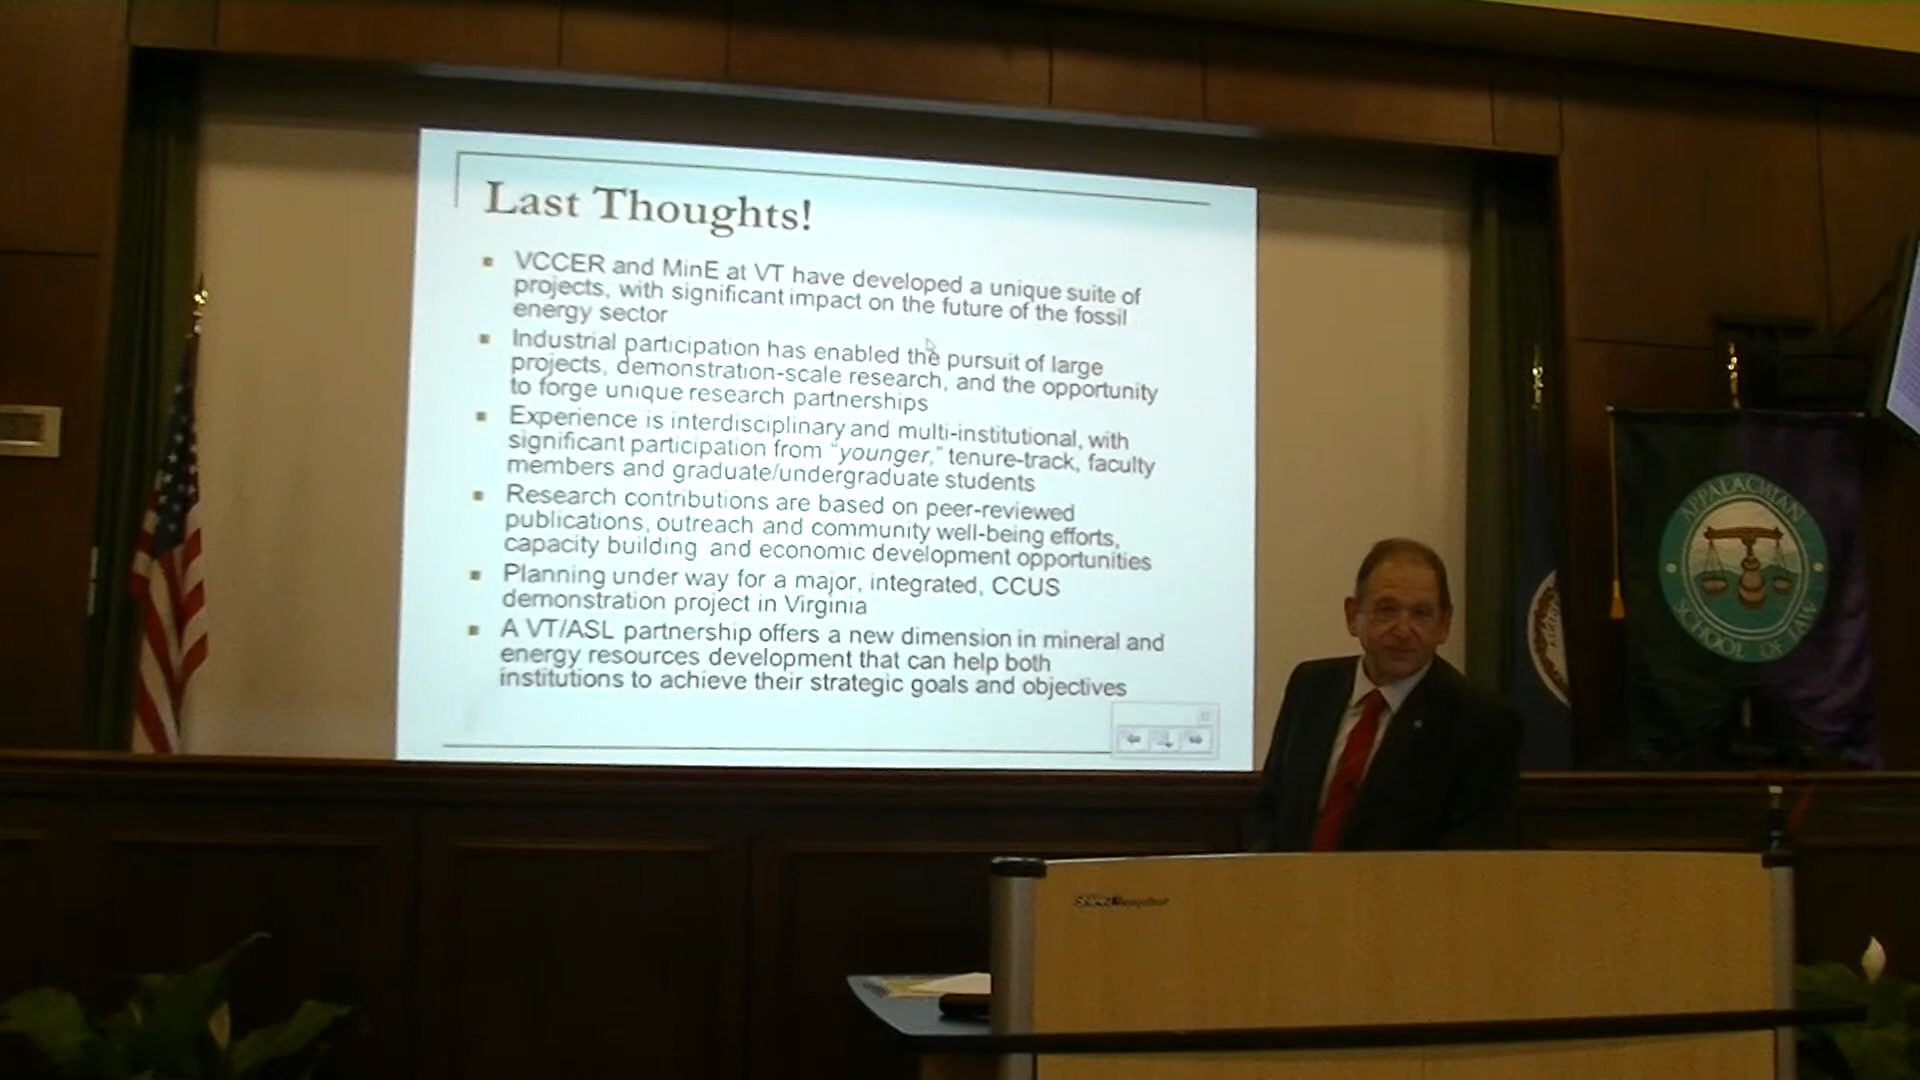 Last Thoughts!
VCCER and MinE at VT have developed a unique suite of
projects, with significant impact on the future of the fossil
energy sector
Industrial participation has enabled the pursuit of large
projects, demonstration-scale research, and the opportunity
to forge unique research partnerships
Experience is interdisciplinary and multi-institutional, with
significant participation from "younger," tenure-track, faculty
members and graduate/undergraduate students
Research contributions are based on peer-reviewed
publications, outreach and community well-being efforts,
capacity building and economic development opportunities
Planning under way for a major, integrated, CCUS
demonstration project in Virginia
A VT/ASL partnership offers a new dimension in mineral and
energy resources development that can help both
institutions to achieve their strategic goals and objectives
APPALACHIAN
SCHOOL OF LAW